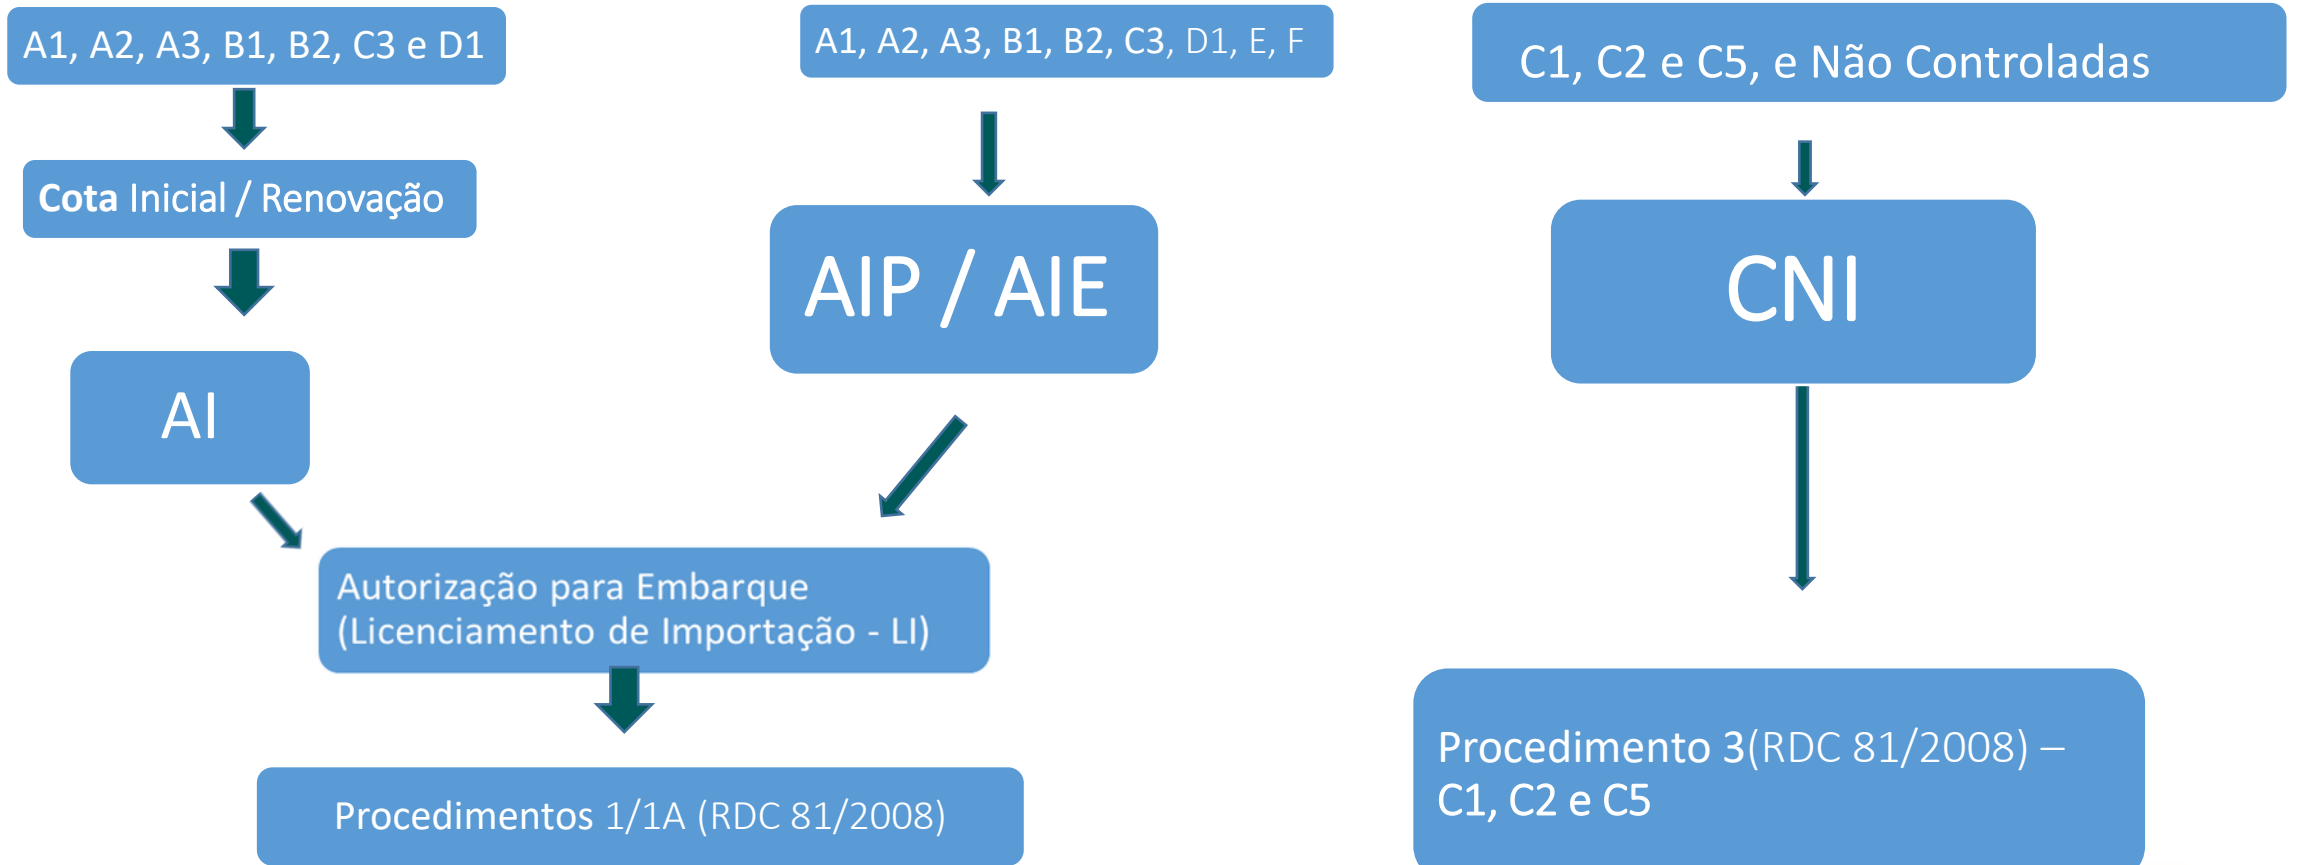 A1, A2, A3, B1, B2, C3 e D1
A1, A2, A3, B1, B2, C3, D1, E, F
C1, C2 e C5, e Não Controladas
Cota Inicial / Renovação
AIP / AIE
CNI
AI
Autorização para Embarque
(Licenciamento de Importação - LI)
Procedimentos 1/1A (RDC 81/2008)
Procedimento 3(RDC 81/2008) –
C1, C2 e C5